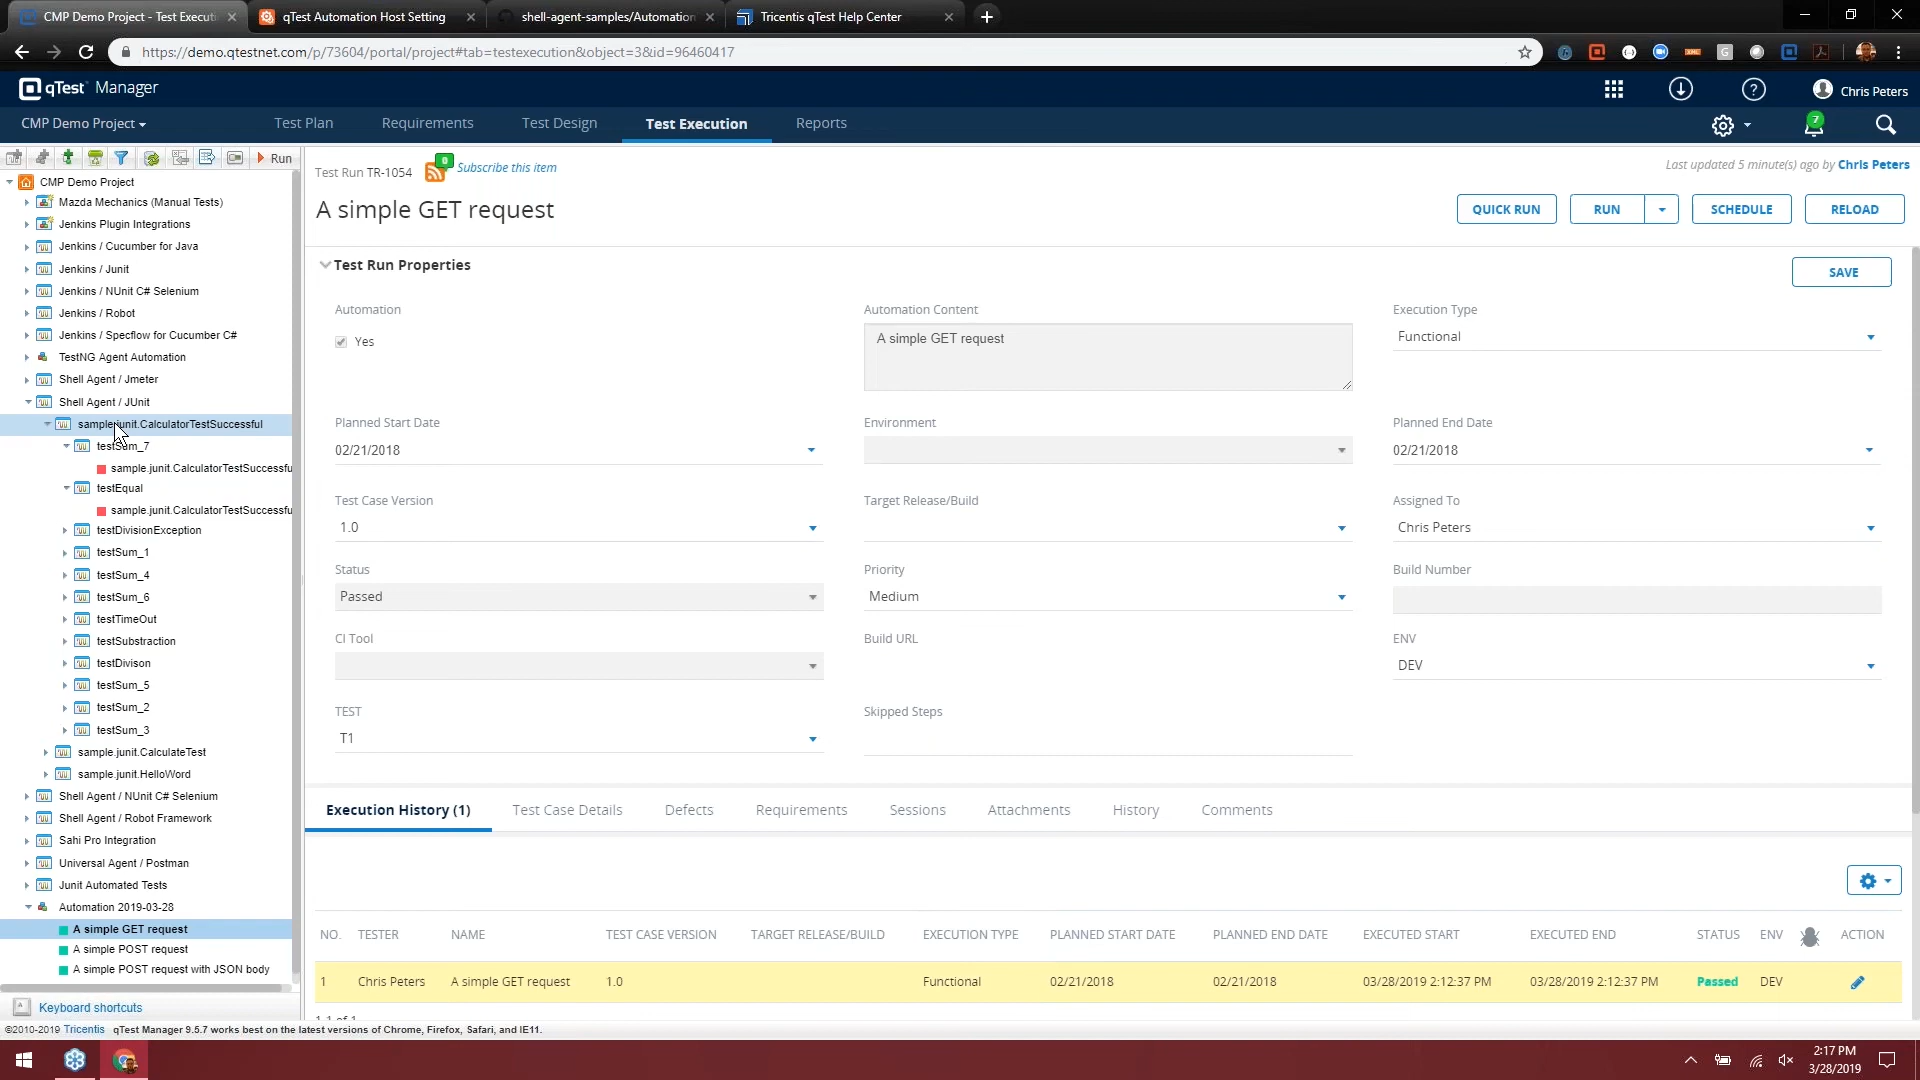 CMP Demo Project - Test Executi
qTest Automation Host Setting
shell-agent-samples/Automation
Tricentis qTest Help Center
https://demo.qtestnet.com/p/73604/portal/project#tab=testexecution&object=3&id=96460417
qTest Manager
Chris Peters
CMP Demo Project
Test Plan
Requirements
Test Design
Test Execution
Reports
7
Run
CMP Demo Project
Mazda Mechanics (Manual Tests)
Jenkins Plugin Integrations
Jenkins / Cucumber for Java
Jenkins / Junit
Jenkins / NUnit C# Selenium
Jenkins / Robot
Jenkins / Specflow for Cucumber C#
TestNG Agent Automation
Shell Agent / Jmeter
Shell Agent / JUnit
sample.junit.CalculatorTestSuccessful
testSum_7
sample.junit.CalculatorTestSuccessfu
testEqual
sample.junit.CalculatorTestSuccessfu
testDivisionException
testSum_1
testSum_4
testSum_6
testTimeOut
testSubstraction
testDivison
testSum_5
testSum_2
testSum_3
sample.junit.CalculateTest
sample.junit.HelloWord
Shell Agent / NUnit C# Selenium
Shell Agent / Robot Framework
Sahi Pro Integration
Universal Agent / Postman
Junit Automated Tests
Automation 2019-03-28
A simple GET request
A simple POST request
A simple POST request with JSON body
Keyboard shortcuts
Test Run TR-1054
0
Subscribe this item
Last updated 5 minute(s) ago by Chris Peters
A simple GET request
QUICK RUN
RUN
SCHEDULE
RELOAD
Test Run Properties
SAVE
Automation
Yes
Automation Content
A simple GET request
Execution Type
Functional
Planned Start Date
02/21/2018
Environment
Planned End Date
02/21/2018
Test Case Version
1.0
Target Release/Build
Assigned To
Chris Peters
Status
Passed
Priority
Medium
Build Number
CI Tool
Build URL
ENV
DEV
TEST
T1
Skipped Steps
Execution History (1)
Test Case Details
Defects
Requirements
Sessions
Attachments
History
Comments
NO. TESTER NAME TEST CASE VERSION TARGET RELEASE/BUILD EXECUTION TYPE PLANNED START DATE PLANNED END DATE EXECUTED START EXECUTED END STATUS ENV ACTION
1 Chris Peters A simple GET request 1.0 Functional 02/21/2018 02/21/2018 03/28/2019 2:12:37 PM 03/28/2019 2:12:37 PM Passed DEV
1-1 of 1
©2010-2019 Tricentis qTest Manager 9.5.7 works best on the latest versions of Chrome, Firefox, Safari, and IE11.
2:17 PM
3/28/2019